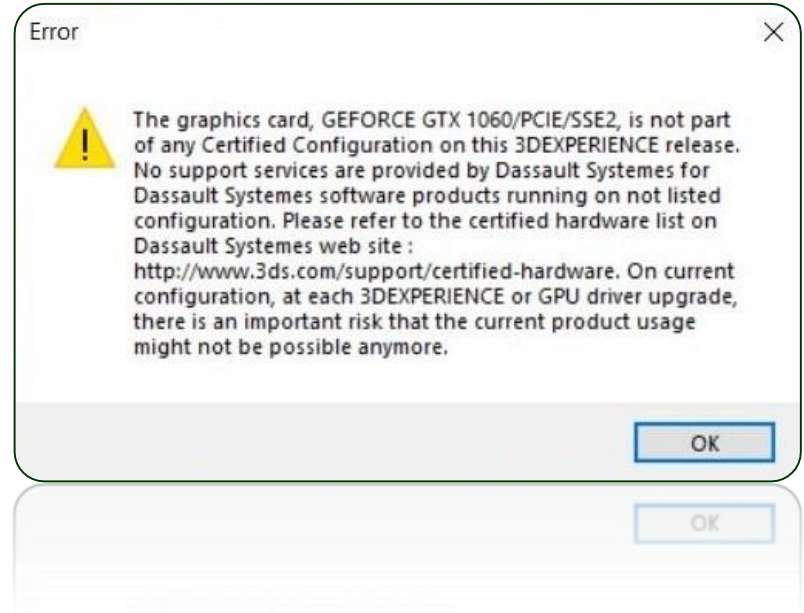 Error
The graphics card, GEFORCE GTX 1060/PCIE/SSE2, is not part
of any Certified Configuration on this 3DEXPERIENCE release.
No support services are provided by Dassault Systemes for
Dassault Systemes software products running on not listed
configuration. Please refer to the certified hardware list on
Dassault Systemes web site :
http://www.3ds.com/support/certified-hardware. On current
configuration, at each 3DEXPERIENCE or GPU driver upgrade,
there is an important risk that the current product usage
might not be possible anymore.
OK
OK